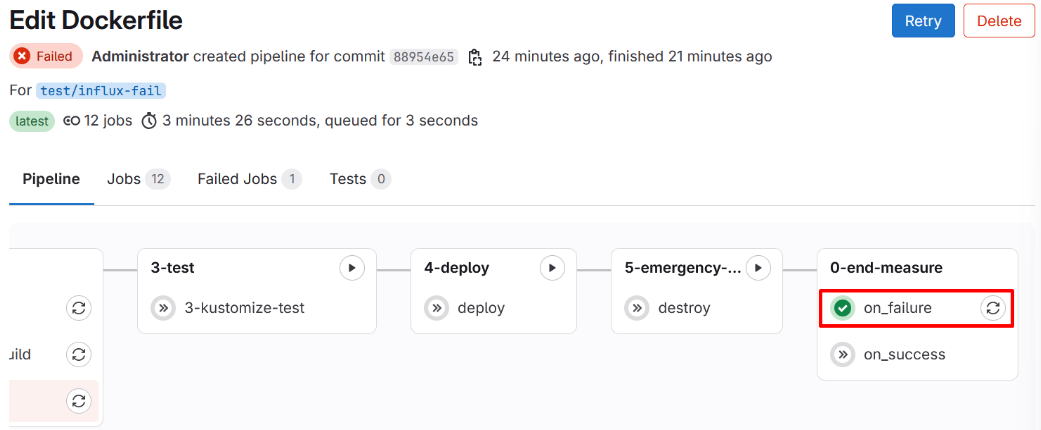 Edit Dockerfile
Retry
Delete
Failed Administrator created pipeline for commit 88954e65 24 minutes ago, finished 21 minutes ago
For test/influx-fail
latest 12 jobs 3 minutes 26 seconds, queued for 3 seconds
Pipeline Jobs 12 Failed Jobs 1 Tests 0
3-test
3-kustomize-test
4-deploy
deploy
5-emergency-...
destroy
0-end-measure
on_failure
on_success